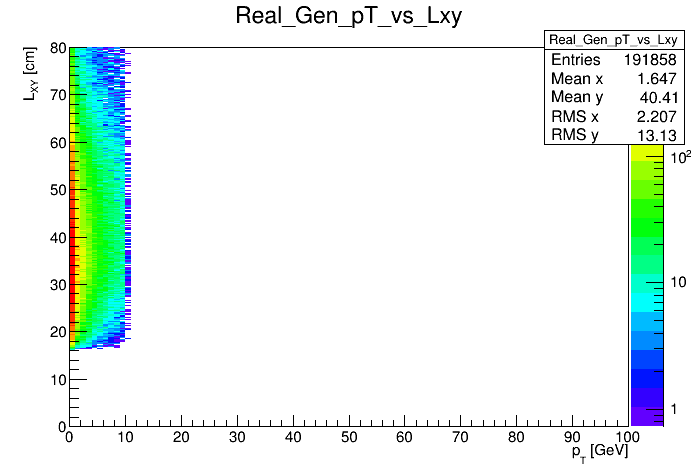 Real_Gen_pT_vs_Lxy
Real_Gen_pT_vs_Lxy
Entries 191858
Mean x 1.647
Mean y 40.41
RMS x 2.207
RMS y 13.13
L_XY [cm]
80
70
60
50
40
30
20
10
0
10²
10
1
0 10 20 30 40 50 60 70 80 90 100
p_T [GeV]